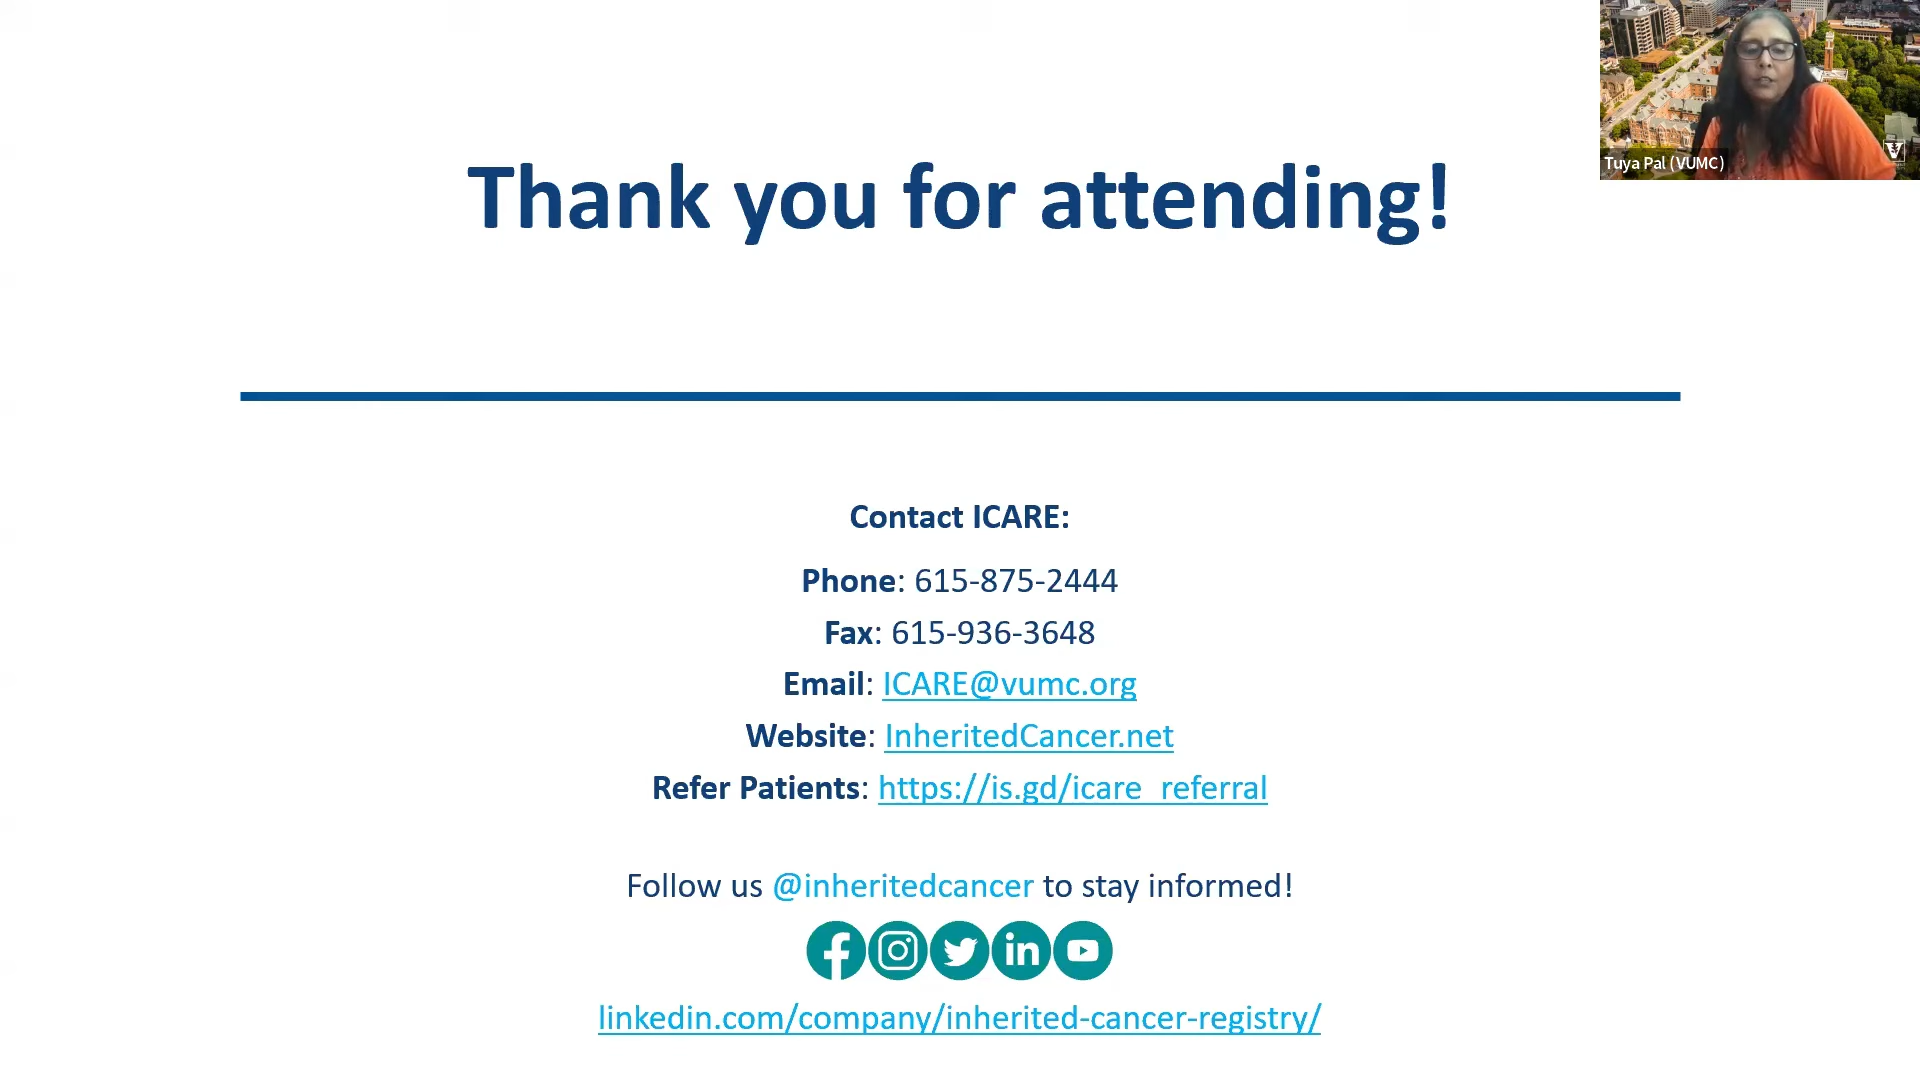 Tuya Pal (VUMC)
Thank you for attending!
Contact ICARE:
Phone: 615-875-2444
Fax: 615-936-3648
Email: ICARE@vumc.org
Website: InheritedCancer.net
Refer Patients: https://is.gd/icare_referral
Follow us @inheritedcancer to stay informed!
linkedin.com/company/inherited-cancer-registry/